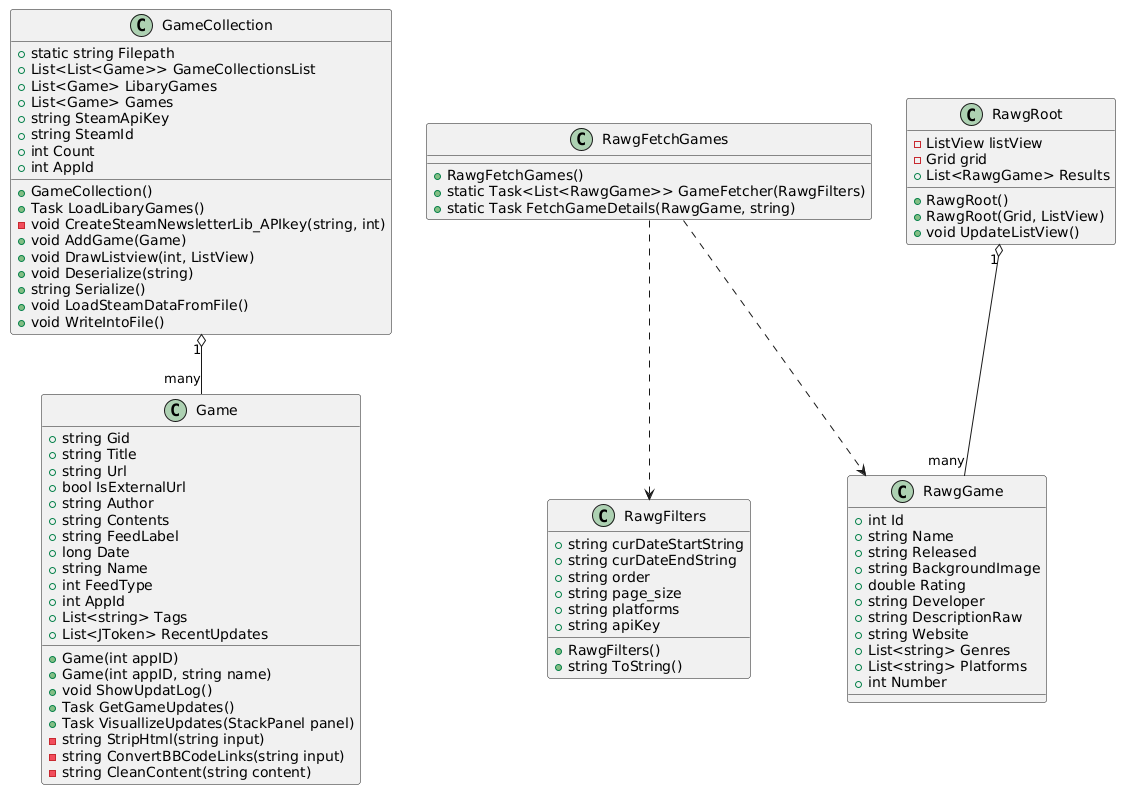 GameCollection
static string Filepath
List<List<Game>> GameCollectionsList
List<Game> LibaryGames
List<Game> Games
string SteamApiKey
string SteamId
int Count
int AppId
GameCollection()
Task LoadLibaryGames()
void CreateSteamNewsletterLib_APIkey(string, int)
void AddGame(Game)
void DrawListview(int, ListView)
void Deserialize(string)
string Serialize()
void LoadSteamDataFromFile()
void WriteIntoFile()
1
many
Game
string Gid
string Title
string Url
bool IsExternalUrl
string Author
string Contents
string FeedLabel
long Date
string Name
int FeedType
int AppId
List<string> Tags
List<JToken> RecentUpdates
Game(int appID)
Game(int appID, string name)
void ShowUpdatLog()
Task GetGameUpdates()
Task VisuallizeUpdates(StackPanel panel)
string StripHtml(string input)
string ConvertBBCodeLinks(string input)
string CleanContent(string content)
RawgFetchGames
RawgFetchGames()
static Task<List<RawgGame>> GameFetcher(RawgFilters)
static Task FetchGameDetails(RawgGame, string)
RawgRoot
ListView listView
Grid grid
List<RawgGame> Results
RawgRoot()
RawgRoot(Grid, ListView)
void UpdateListView()
1
many
RawgFilters
string curDateStartString
string curDateEndString
string order
string page_size
string platforms
string apiKey
RawgFilters()
string ToString()
RawgGame
int Id
string Name
string Released
string BackgroundImage
double Rating
string Developer
string DescriptionRaw
string Website
List<string> Genres
List<string> Platforms
int Number